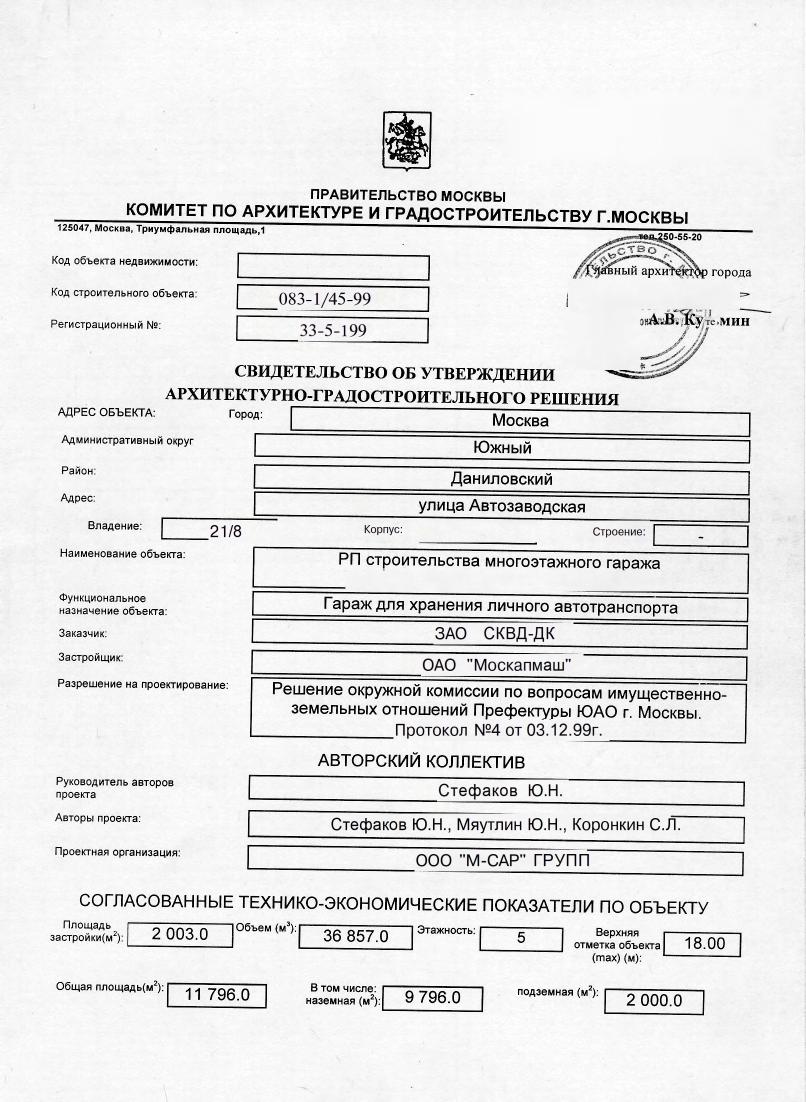 ПРАВИТЕЛЬСТВО МОСКВЫ
КОМИТЕТ ПО АРХИТЕКТУРЕ И ГРАДОСТРОИТЕЛЬСТВУ Г.МОСКВЫ
125047, Москва, Триумфальная площадь,1 тел.250-55-20
Код объекта недвижимости:
Главный архитектор города
Код строительного объекта: 083-1/45-99
Регистрационный №: 33-5-199
А.В. Ку мин
СВИДЕТЕЛЬСТВО ОБ УТВЕРЖДЕНИИ
АРХИТЕКТУРНО-ГРАДОСТРОИТЕЛЬНОГО РЕШЕНИЯ
АДРЕС ОБЪЕКТА: Город: Москва
Административный округ Южный
Район: Даниловский
Адрес: улица Автозаводская
Владение: 21/8 Корпус: Строение: -
Наименование объекта: РП строительства многоэтажного гаража
Функциональное
назначение объекта: Гараж для хранения личного автотранспорта
Заказчик: ЗАО СКВД-ДК
Застройщик: ОАО "Москапмаш"
Разрешение на проектирование: Решение окружной комиссии по вопросам имущественно-
земельных отношений Префектуры ЮАО г. Москвы.
Протокол №4 от 03.12.99г.
АВТОРСКИЙ КОЛЛЕКТИВ
Руководитель авторов
проекта Стефаков Ю.Н.
Авторы проекта: Стефаков Ю.Н., Мяутлин Ю.Н., Коронкин С.Л.
Проектная организация: ООО "М-САР" ГРУПП
СОГЛАСОВАННЫЕ ТЕХНИКО-ЭКОНОМИЧЕСКИЕ ПОКАЗАТЕЛИ ПО ОБЪЕКТУ
Площадь
застройки(м²): 2 003.0 Объем (м³): 36 857.0 Этажность: 5 Верхняя
отметка объекта
(max) (м): 18.00
Общая площадь(м²): 11 796.0 В том числе:
наземная (м²): 9 796.0 подземная (м²): 2 000.0